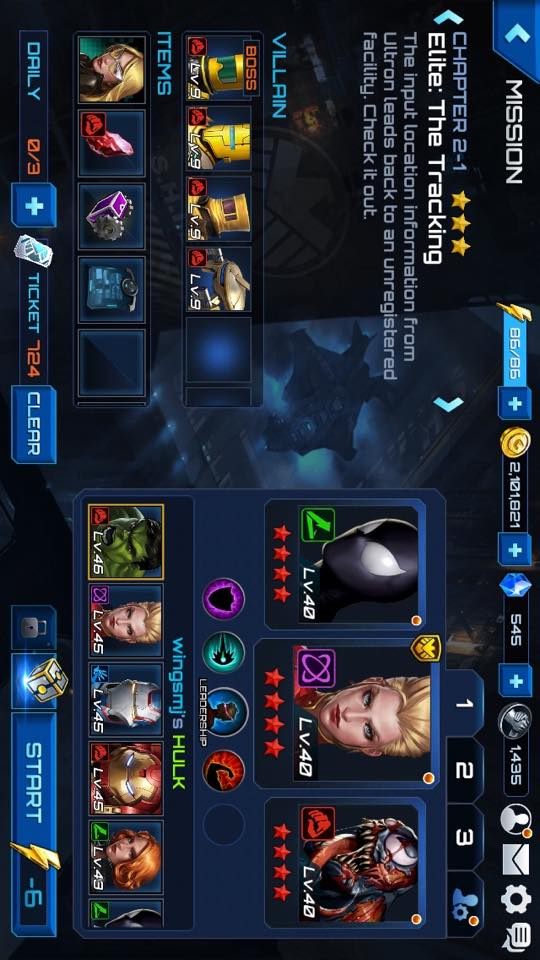 MISSION
86/86
2,101,821
545
1,435
CHAPTER 2-1
Elite: The Tracking
The input location information from
Ultron leads back to an unregistered
facility. Check it out.
VILLAIN
BOSS
LV.9
LV.9
LV.9
LV.9
ITEMS
DAILY 0/3
TICKET 724
CLEAR
1
2
3
LV.40
LV.40
LV.40
LEADERSHIP
wingsmj's HULK
LV.46
LV.45
LV.45
LV.45
LV.43
START -6